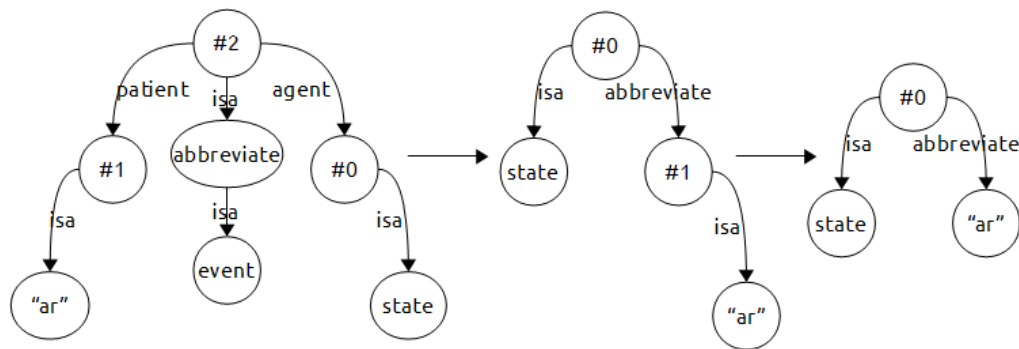 #2
patient isa agent
#1 abbreviate #0
isa isa isa
“ar” event state
#0
isa abbreviate
state #1
isa
“ar”
#0
isa abbreviate
state “ar”